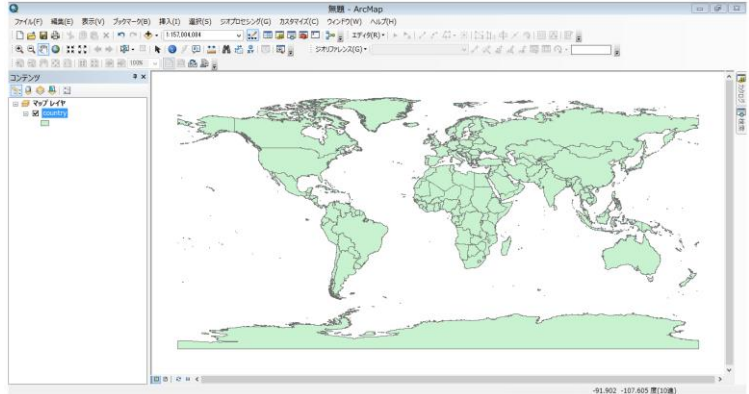 無題 - ArcMap
ファイル(F) 編集(E) 表示(V) ブックマーク(B) 挿入(I) 選択(S) ジオプロセシング(G) カスタマイズ(C) ウィンドウ(W) ヘルプ(H)
1:157,004,004
エディタ(R)
ジオリファレンス(G)
100%
コンテンツ
マップ レイヤ
country
-91.902 -107.605 度(10進)